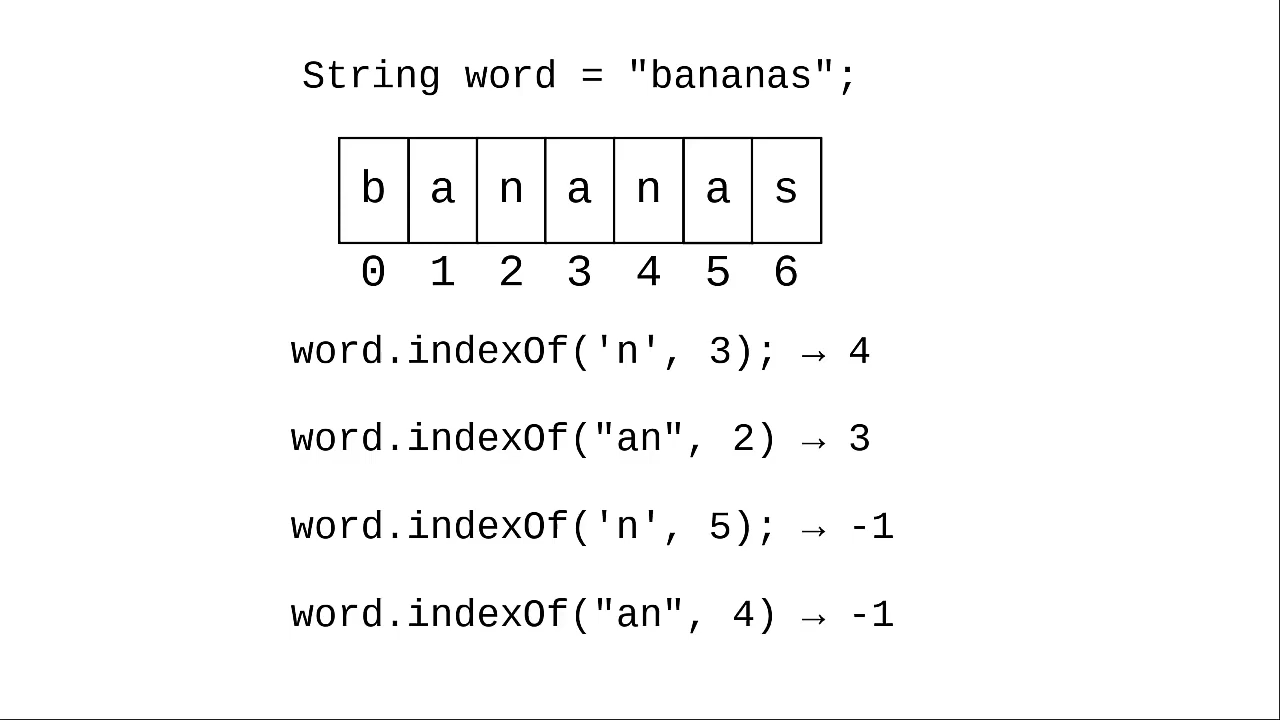 String word = "bananas";
b a n a n a s
0 1 2 3 4 5 6
word.indexOf('n', 3); → 4
word.indexOf("an", 2) → 3
word.indexOf('n', 5); → -1
word.indexOf("an", 4) → -1